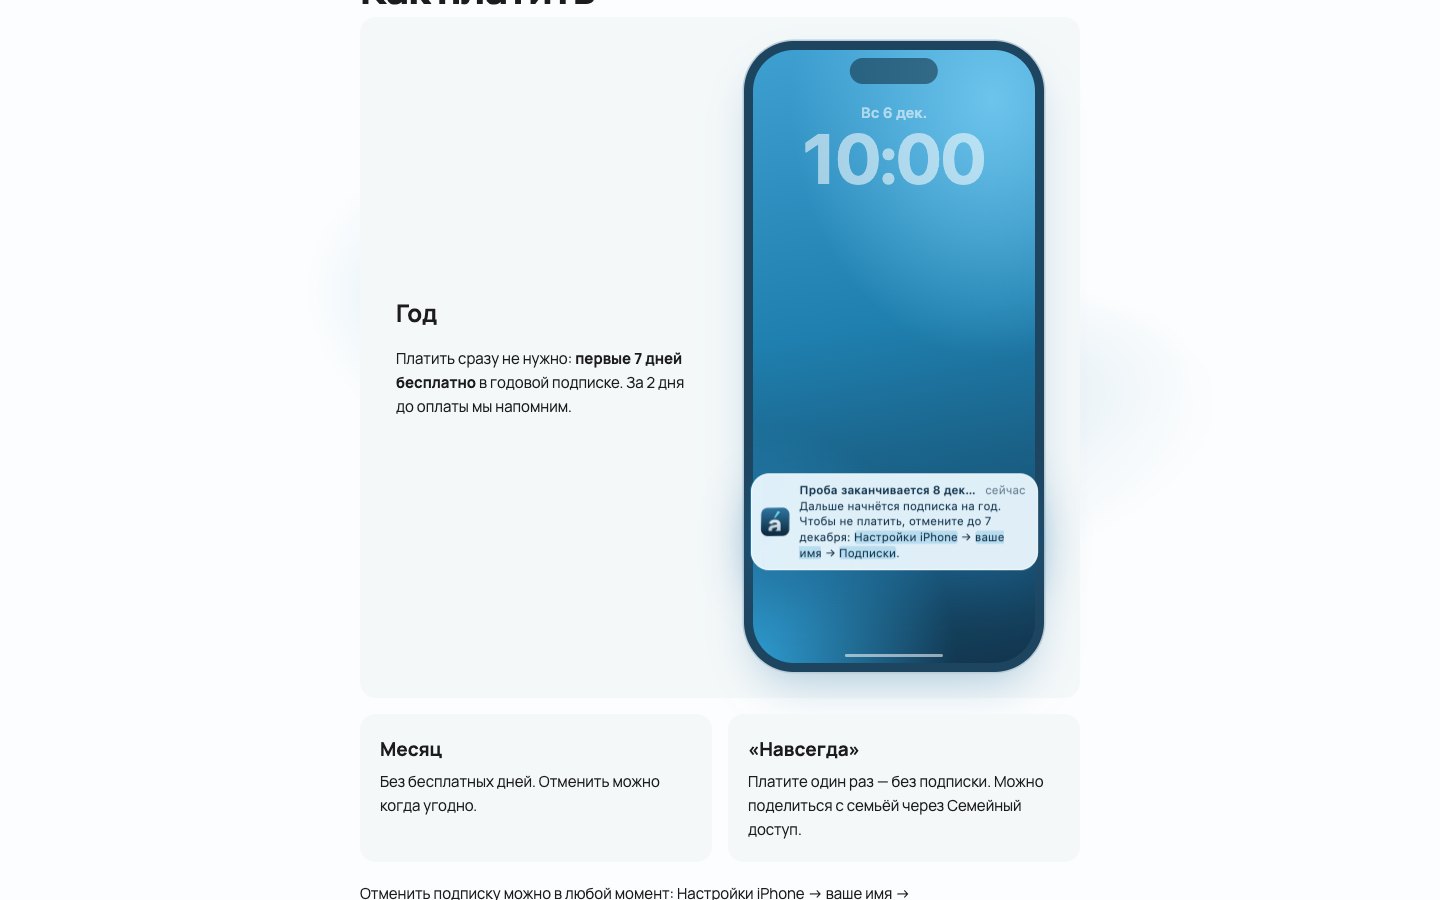 Как платить
Вс 6 дек.
10:00
Год
Платить сразу не нужно: первые 7 дней
бесплатно в годовой подписке. За 2 дня
до оплаты мы напомним.
Проба заканчивается 8 дек... сейчас
Дальше начнётся подписка на год.
Чтобы не платить, отмените до 7
декабря: Настройки iPhone → ваше
имя → Подписки.
Месяц
Без бесплатных дней. Отменить можно
когда угодно.
«Навсегда»
Платите один раз — без подписки. Можно
поделиться с семьёй через Семейный
доступ.
Отменить подписку можно в любой момент: Настройки iPhone → ваше имя →